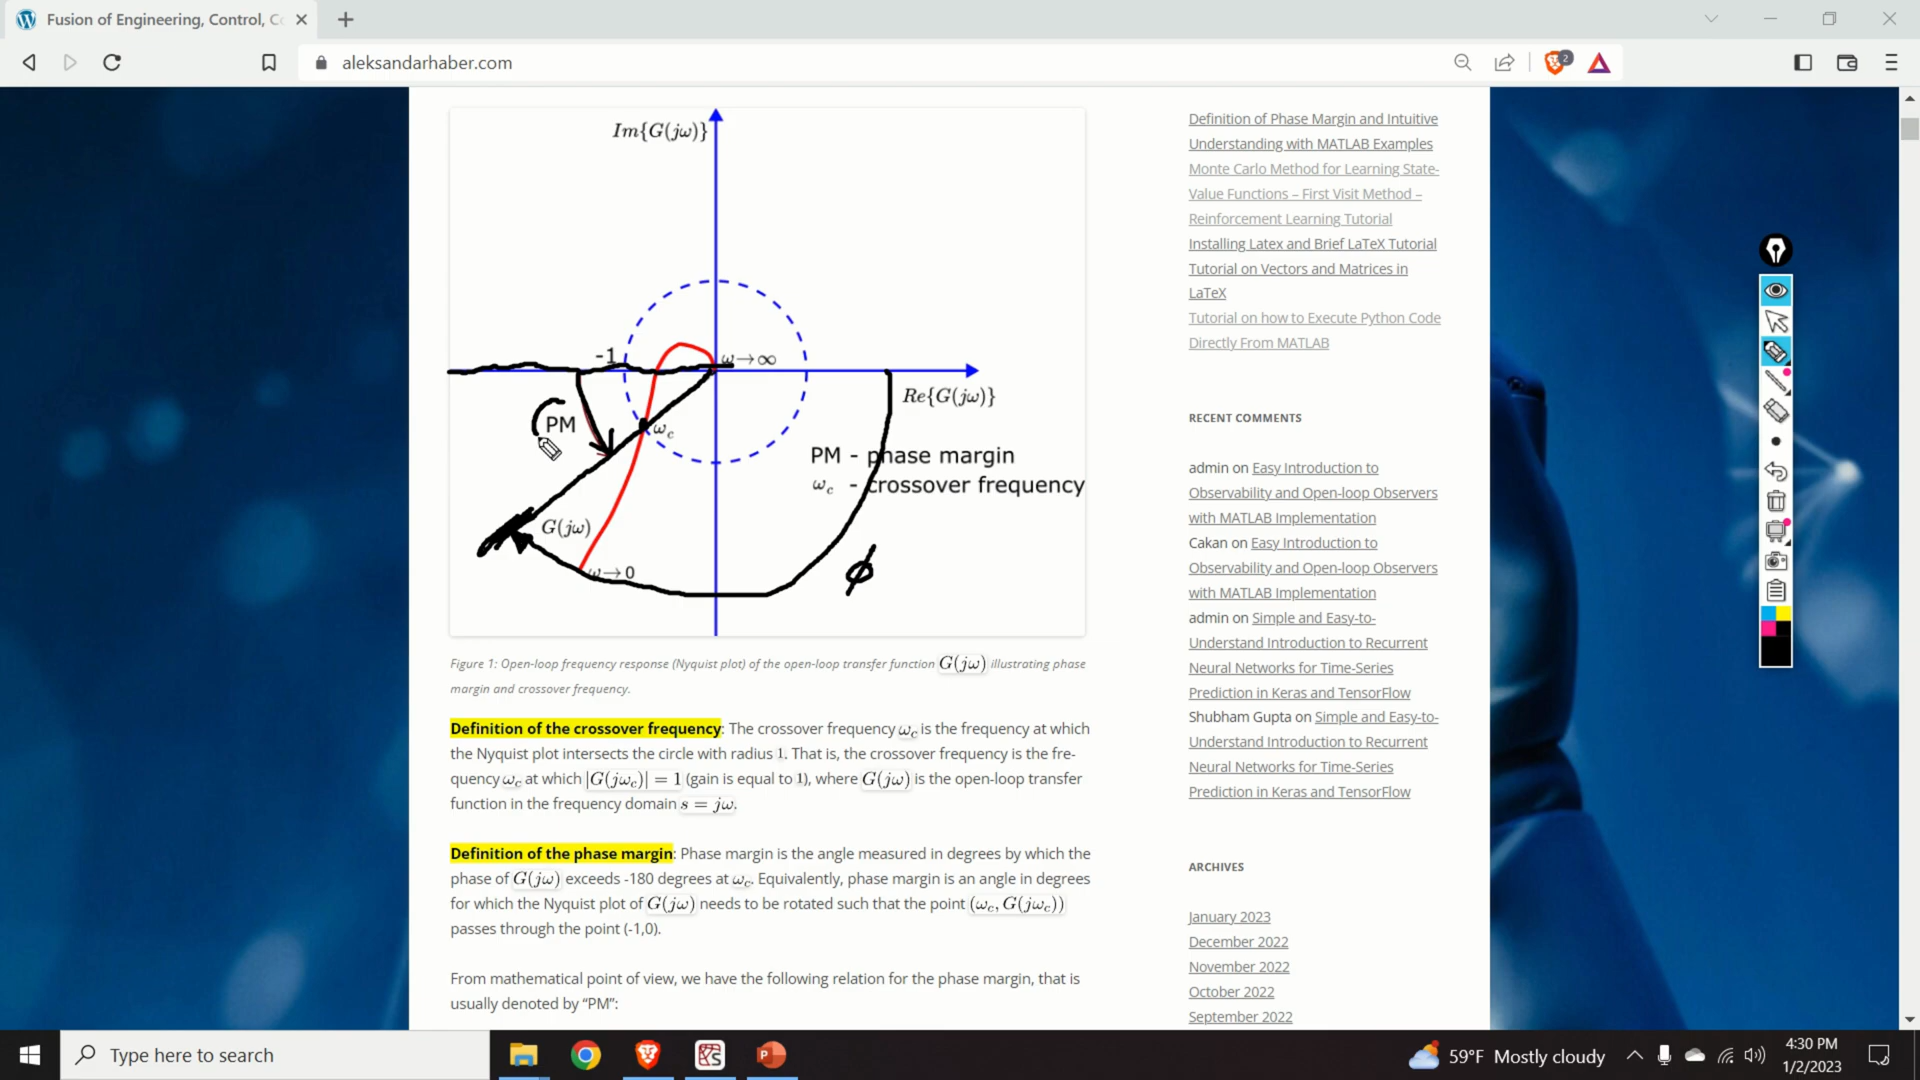 Fusion of Engineering, Control, Co
aleksandarhaber.com
2
Im{G(jω)}
-1
ω→∞
Re{G(jω)}
PM
ω_c
PM - phase margin
ω_c - crossover frequency
G(jω)
ω→0
ϕ
Figure 1: Open-loop frequency response (Nyquist plot) of the open-loop transfer function G(jω) illustrating phase
margin and crossover frequency.
Definition of the crossover frequency: The crossover frequency ω_c is the frequency at which
the Nyquist plot intersects the circle with radius 1. That is, the crossover frequency is the fre-
quency ω_c at which |G(jω_c)| = 1 (gain is equal to 1), where G(jω) is the open-loop transfer
function in the frequency domain s = jω.
Definition of the phase margin: Phase margin is the angle measured in degrees by which the
phase of G(jω) exceeds -180 degrees at ω_c. Equivalently, phase margin is an angle in degrees
for which the Nyquist plot of G(jω) needs to be rotated such that the point (ω_c, G(jω_c))
passes through the point (-1,0).
From mathematical point of view, we have the following relation for the phase margin, that is
usually denoted by “PM”:
Definition of Phase Margin and Intuitive
Understanding with MATLAB Examples
Monte Carlo Method for Learning State-
Value Functions – First Visit Method –
Reinforcement Learning Tutorial
Installing Latex and Brief LaTeX Tutorial
Tutorial on Vectors and Matrices in
LaTeX
Tutorial on how to Execute Python Code
Directly From MATLAB
RECENT COMMENTS
admin on Easy Introduction to
Observability and Open-loop Observers
with MATLAB Implementation
Cakan on Easy Introduction to
Observability and Open-loop Observers
with MATLAB Implementation
admin on Simple and Easy-to-
Understand Introduction to Recurrent
Neural Networks for Time-Series
Prediction in Keras and TensorFlow
Shubham Gupta on Simple and Easy-to-
Understand Introduction to Recurrent
Neural Networks for Time-Series
Prediction in Keras and TensorFlow
ARCHIVES
January 2023
December 2022
November 2022
October 2022
September 2022
Type here to search
59°F Mostly cloudy
4:30 PM
1/2/2023